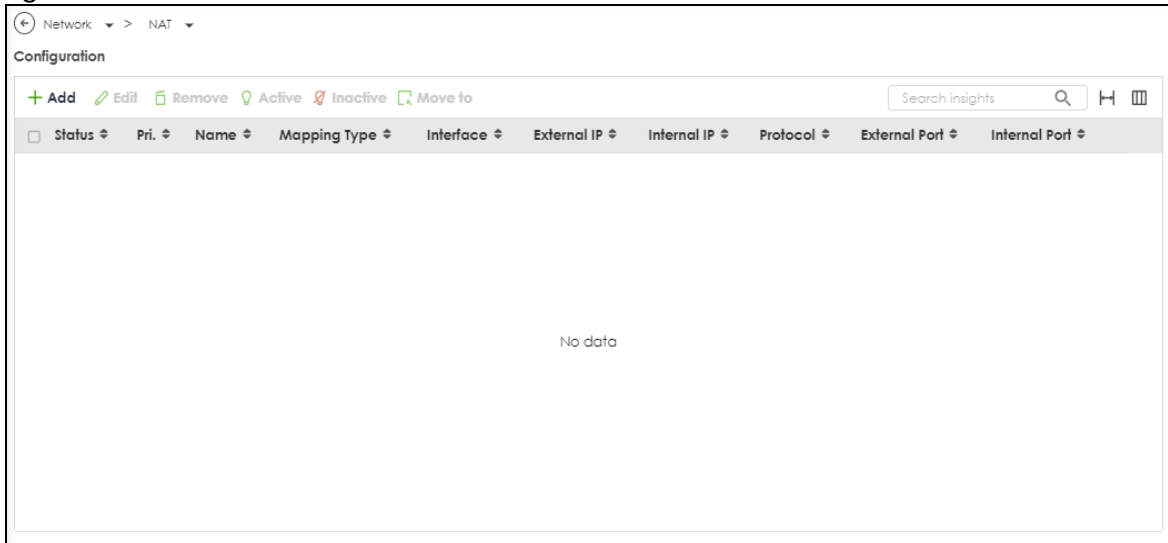 Network > NAT
Configuration
Add Edit Remove Active Inactive Move to Search insights
Status Pri. Name Mapping Type Interface External IP Internal IP Protocol External Port Internal Port
No data